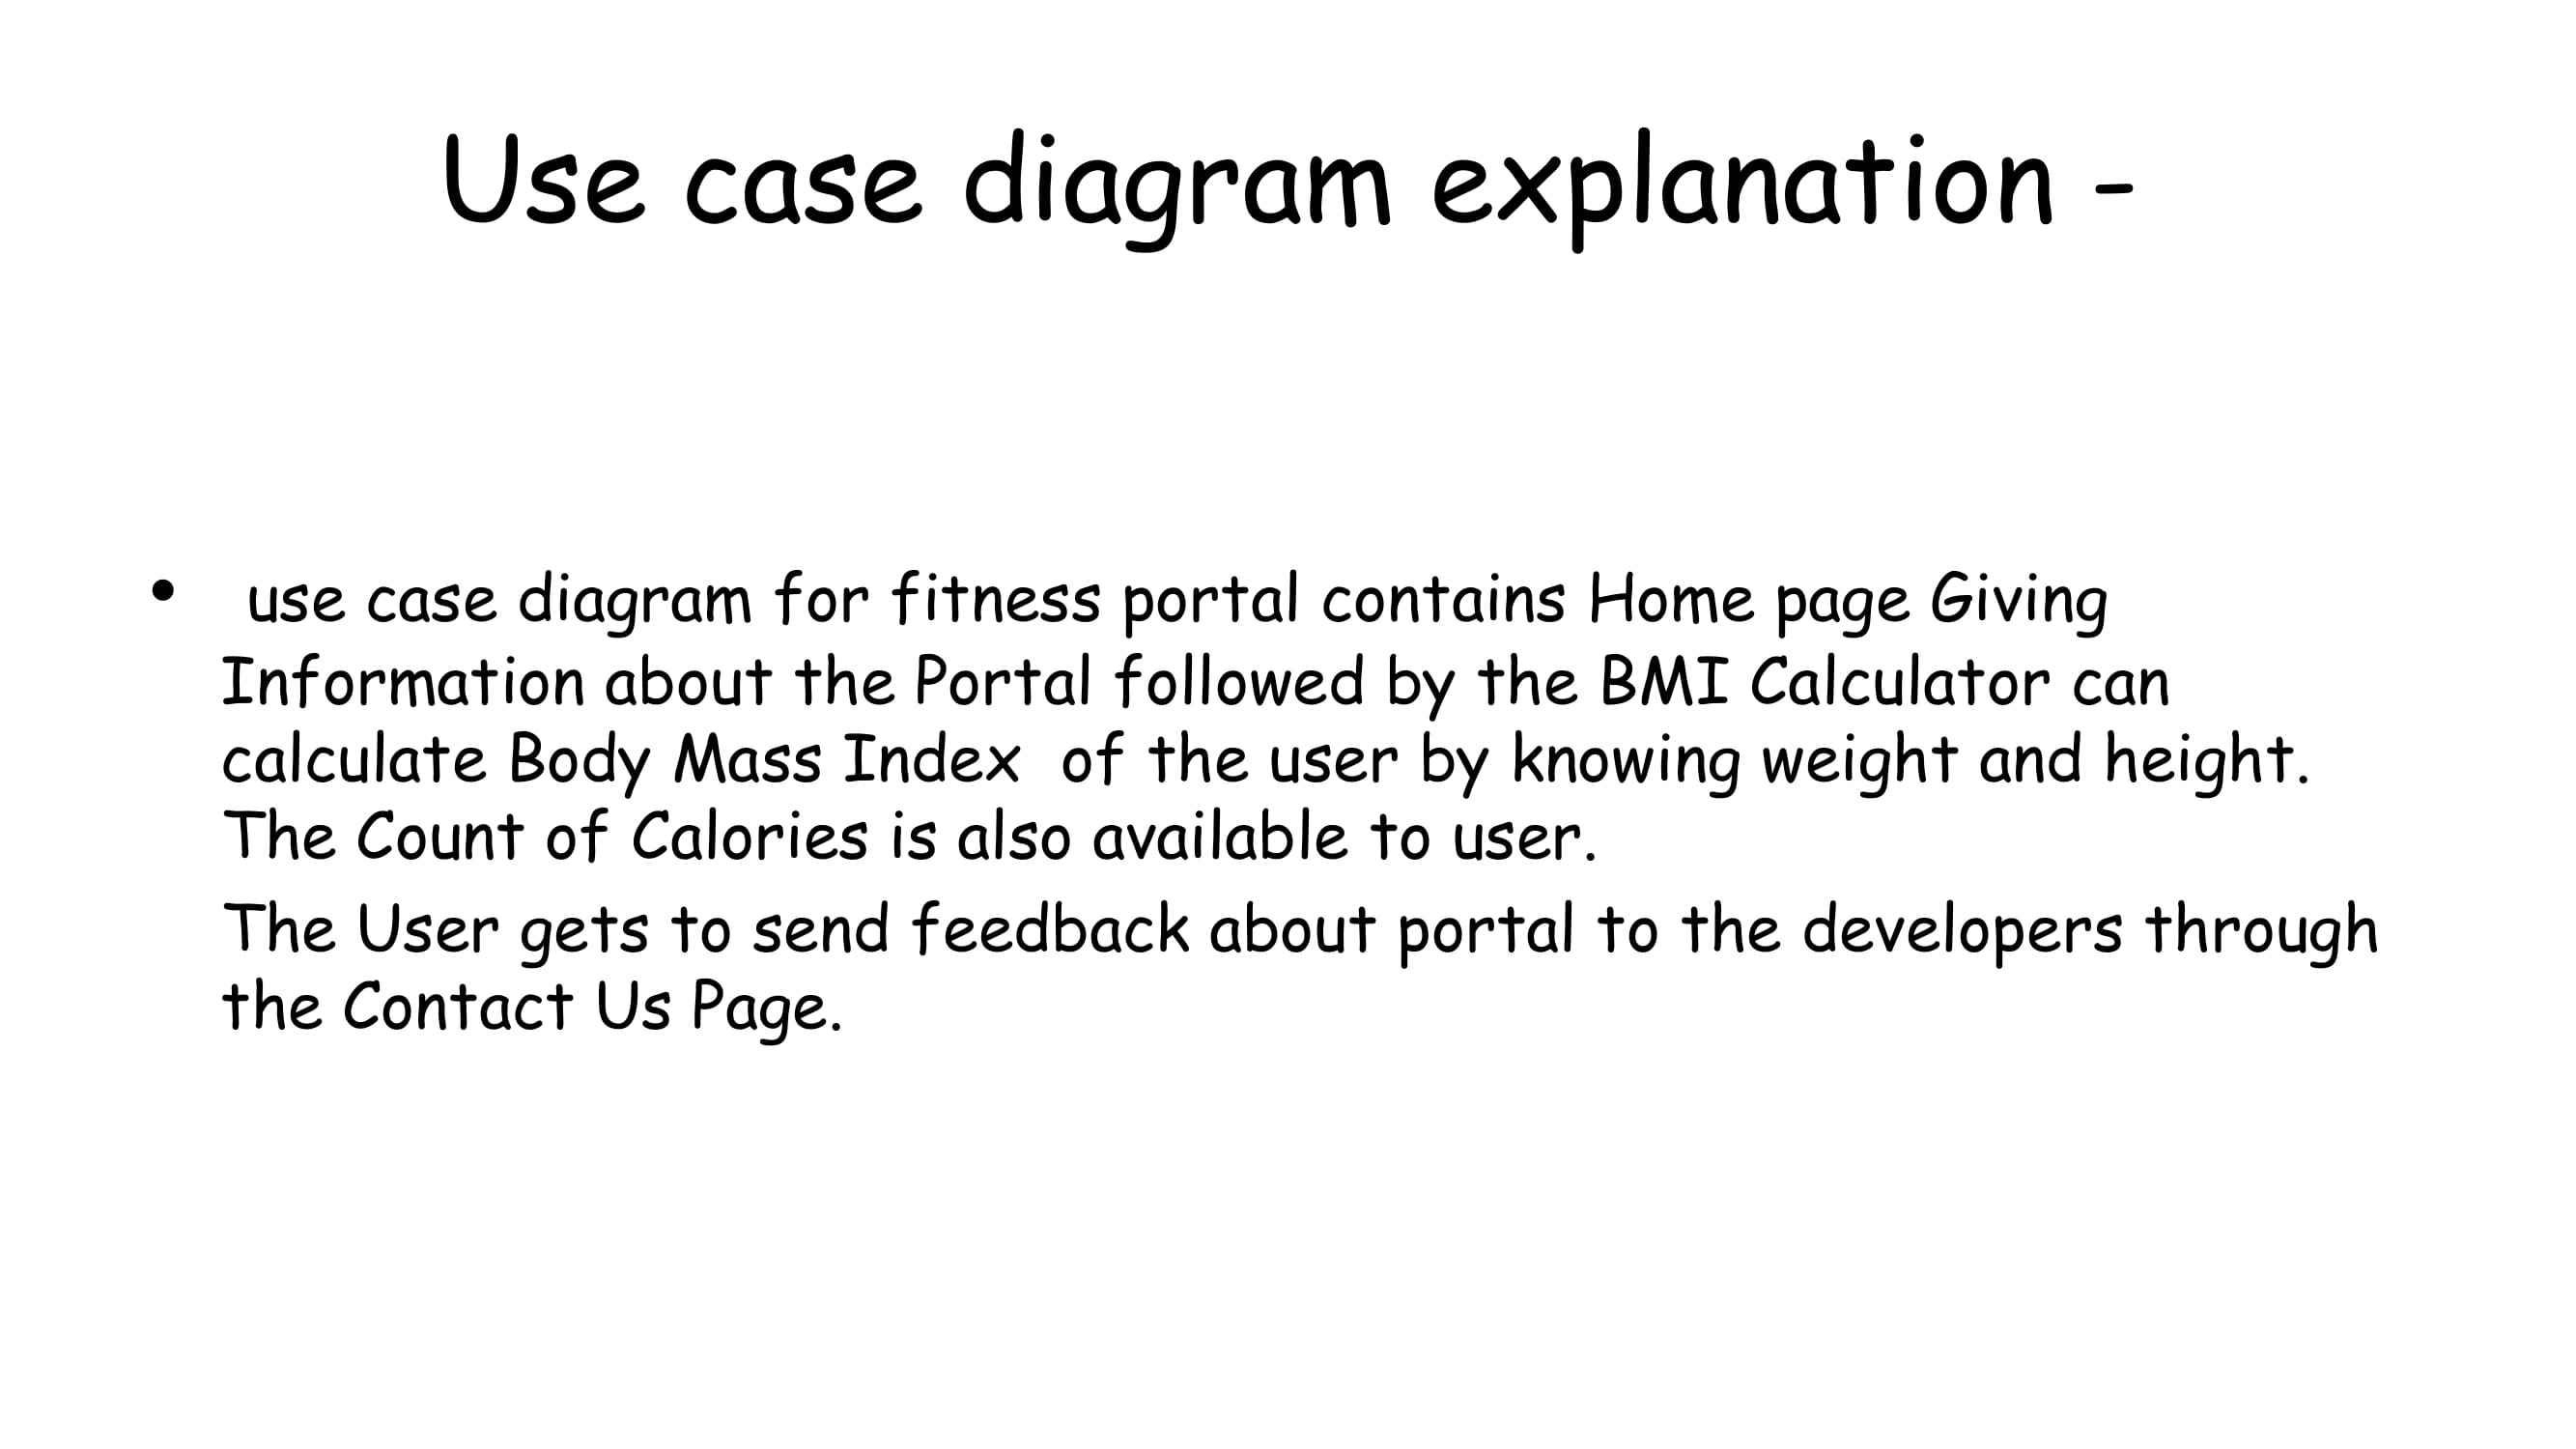 Use case diagram explanation -
• use case diagram for fitness portal contains Home page Giving
Information about the Portal followed by the BMI Calculator can
calculate Body Mass Index  of the user by knowing weight and height.
The Count of Calories is also available to user.
The User gets to send feedback about portal to the developers through
the Contact Us Page.